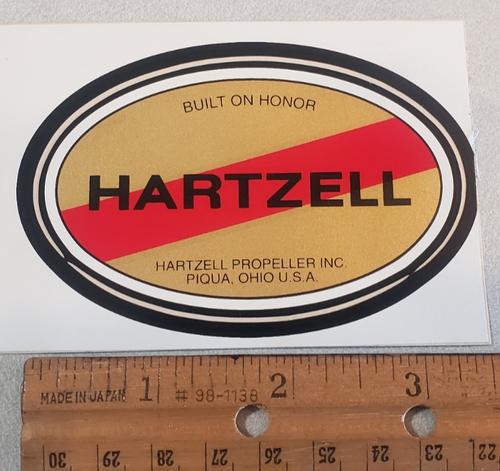 BUILT ON HONOR
HARTZELL
HARTZELL PROPELLER INC.
PIQUA, OHIO U.S.A.
MADE IN JAPAN 1 # 98-1138 2 3
30 29 28 27 26 25 24 23 22